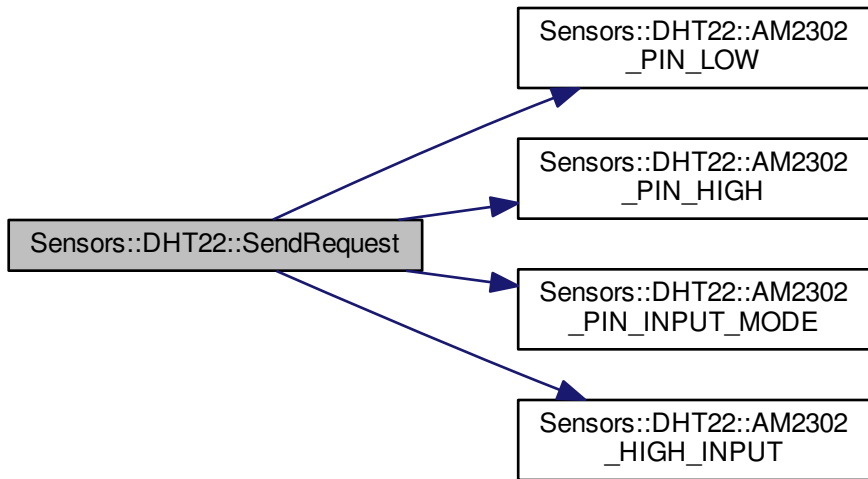 Sensors::DHT22::AM2302
_PIN_LOW
Sensors::DHT22::AM2302
_PIN_HIGH
Sensors::DHT22::SendRequest
Sensors::DHT22::AM2302
_PIN_INPUT_MODE
Sensors::DHT22::AM2302
_HIGH_INPUT